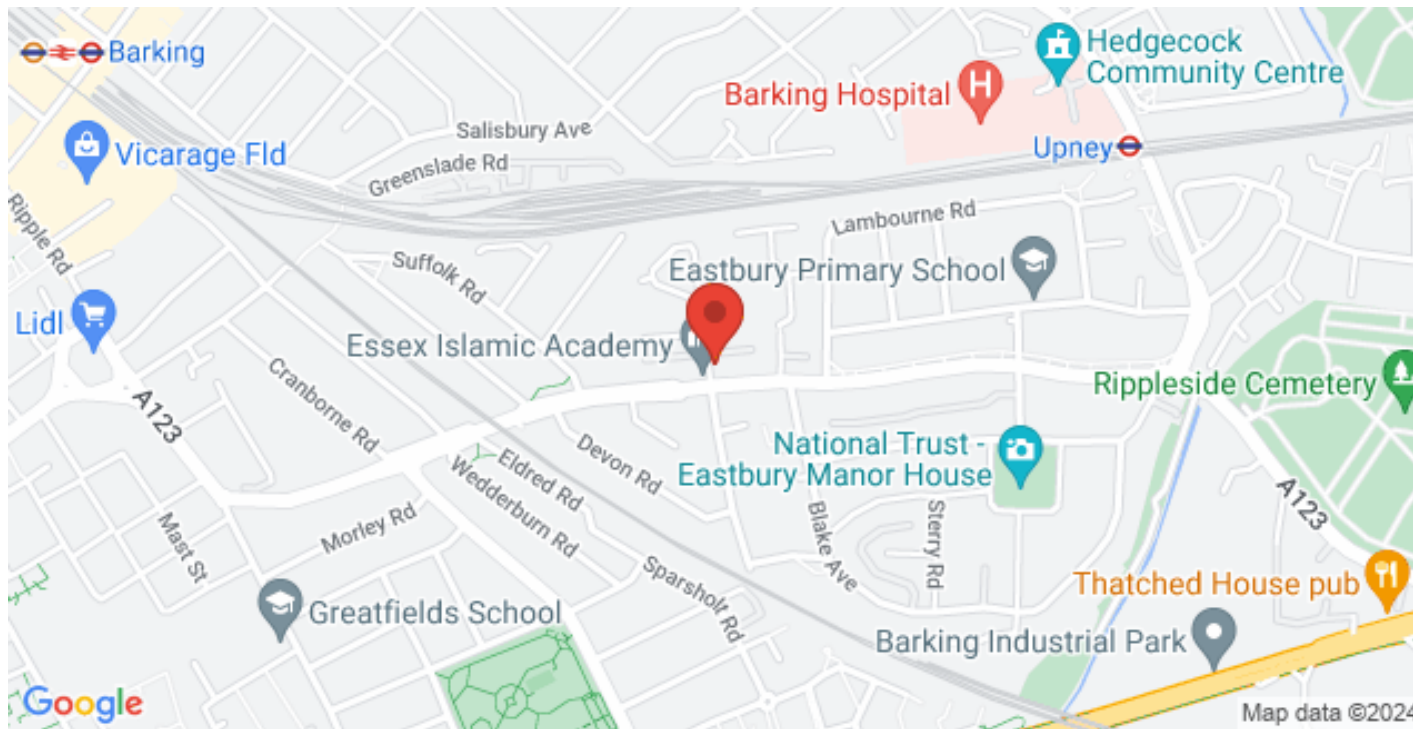 Barking
Hedgecock
Community Centre
Barking Hospital
H
Salisbury Ave
Vicarage Fld
Upney
Greenslade Rd
Ripple Rd
Lambourne Rd
Suffolk Rd
Eastbury Primary School
Lidl
Essex Islamic Academy
Cranborne Rd
Rippleside Cemetery
A123
National Trust -
Eastbury Manor House
Devon Rd
Eldred Rd
Wedderburn Rd
Blake Ave
Sterry Rd
A123
Morley Rd
Mast St
Sparsholt Rd
Thatched House pub
Greatfields School
Barking Industrial Park
Google
Map data ©2024